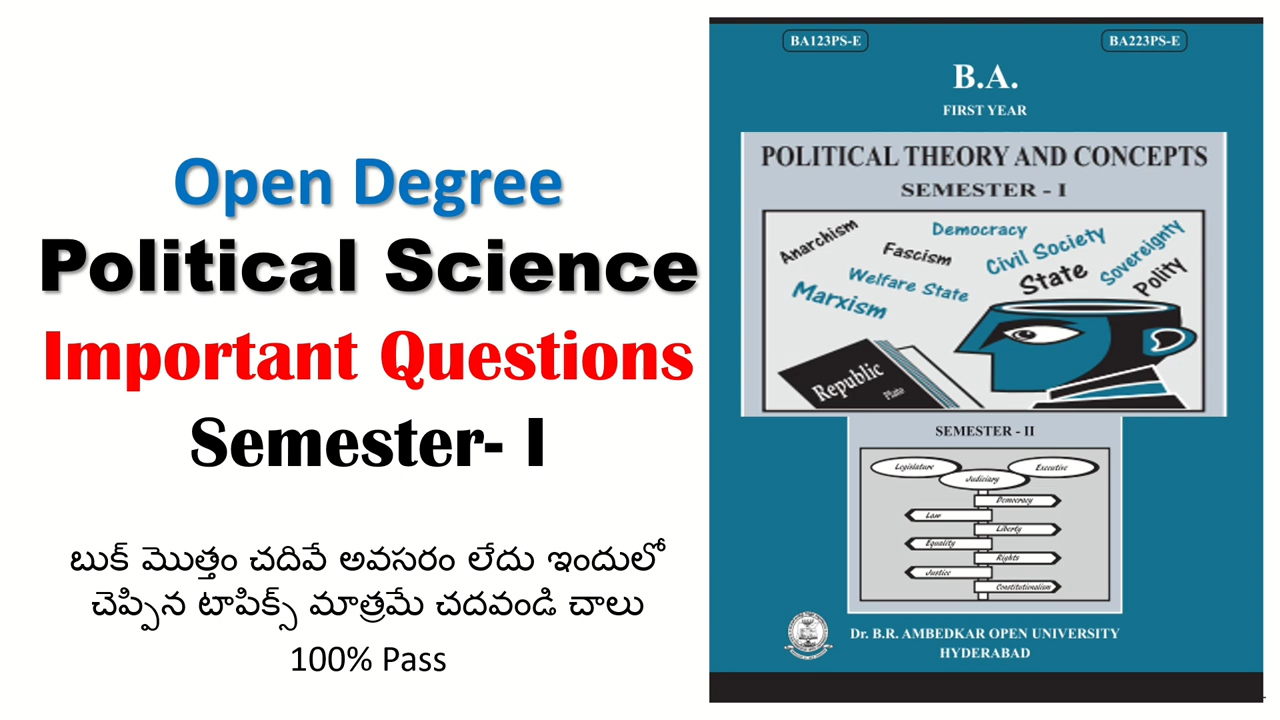 Open Degree
Political Science
Important Questions
Semester- I
బుక్ మొత్తం చదివే అవసరం లేదు ఇందులో
చెప్పిన టాపిక్స్ మాత్రమే చదవండి చాలు
100% Pass
BA123PS-E
BA223PS-E
B.A.
FIRST YEAR
POLITICAL THEORY AND CONCEPTS
SEMESTER - I
Anarchism
Democracy
Fascism
Civil Society
Sovereignty
Welfare State
State
Polity
Marxism
Republic
Plato
SEMESTER - II
Legislature
Executive
Judiciary
Democracy
Law
Liberty
Equality
Rights
Justice
Constitutionalism
Dr. B.R. AMBEDKAR OPEN UNIVERSITY
HYDERABAD